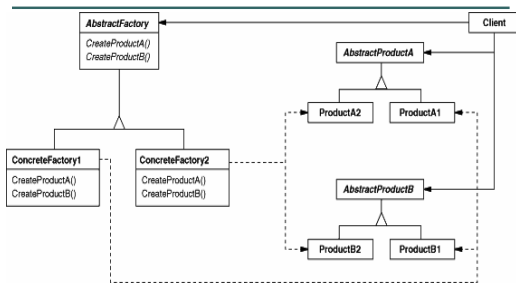 AbstractFactory
CreateProductA()
CreateProductB()
Client
AbstractProductA
ProductA2
ProductA1
ConcreteFactory1
CreateProductA()
CreateProductB()
ConcreteFactory2
CreateProductA()
CreateProductB()
AbstractProductB
ProductB2
ProductB1